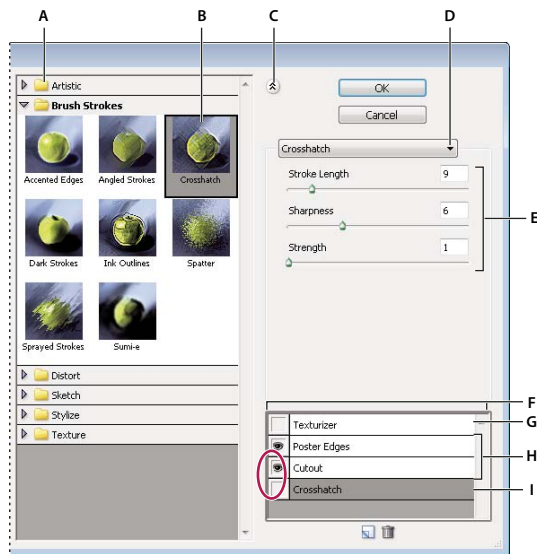 A B C D
Artistic
OK
Brush Strokes
Cancel
Crosshatch
Accented Edges Angled Strokes Crosshatch
Stroke Length 9
Sharpness 6
E
Dark Strokes Ink Outlines Spatter
Strength 1
Sprayed Strokes Sumi-e
Distort
Sketch
Stylize
Texture
F
Texturizer
G
Poster Edges
H
Cutout
Crosshatch
I